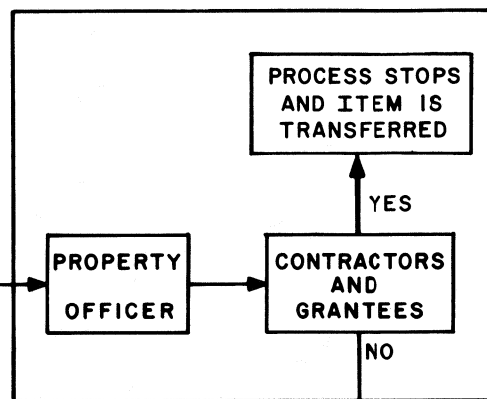 PROCESS STOPS
AND ITEM IS
TRANSFERRED
YES
PROPERTY
OFFICER
CONTRACTORS
AND
GRANTEES
NO